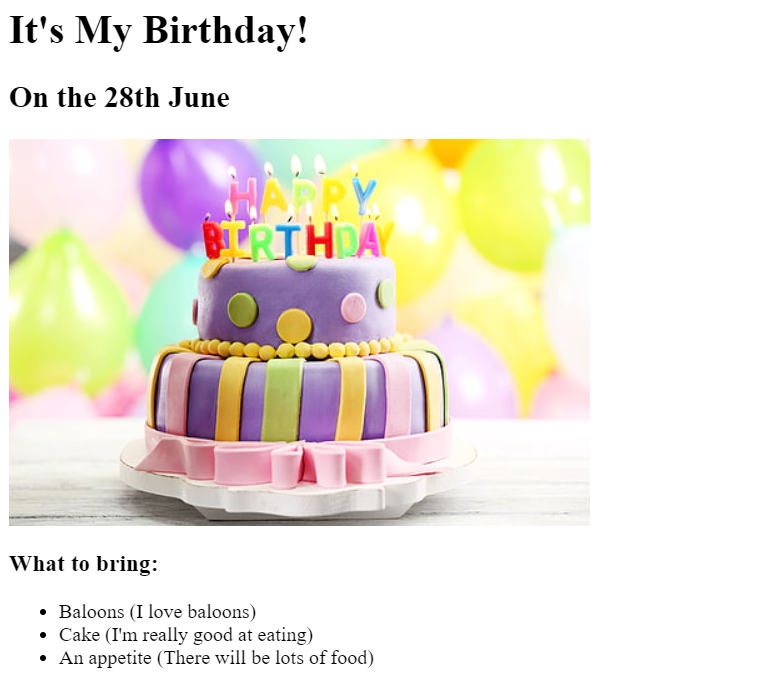 It's My Birthday!
On the 28th June
HAPPY
BIRTHDAY
What to bring:
Baloons (I love baloons)
Cake (I'm really good at eating)
An appetite (There will be lots of food)